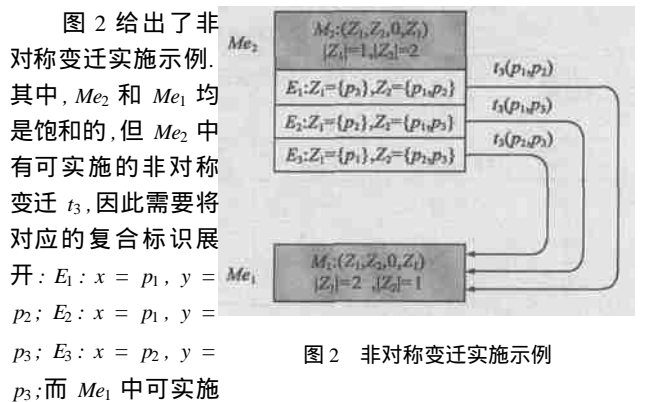 图 2 给出了非
对称变迁实施示例.
其中, Me₂ 和 Me₁ 均
是饱和的,但 Me₂ 中
有可实施的非对称
变迁 t₃,因此需要将
对应的复合标识展
开: E₁: x = p₁, y =
p₂; E₂: x = p₁, y =
p₃; E₃: x = p₂, y =
p₃;而 Me₁ 中可实施
Me₂
M₂:(Z₁,Z₂,0,Z₁)
|Z₁|=1,|Z₂|=2
E₁:Z₁={p₃},Z₂={p₁,p₂}
E₂:Z₁={p₂},Z₂={p₁,p₃}
E₃:Z₁={p₁},Z₂={p₂,p₃}
t₃(p₁,p₂)
t₃(p₁,p₃)
t₃(p₂,p₃)
Me₁
M₁:(Z₁,Z₂,0,Z₁)
|Z₁|=2 ,|Z₂|=1
图 2 非对称变迁实施示例